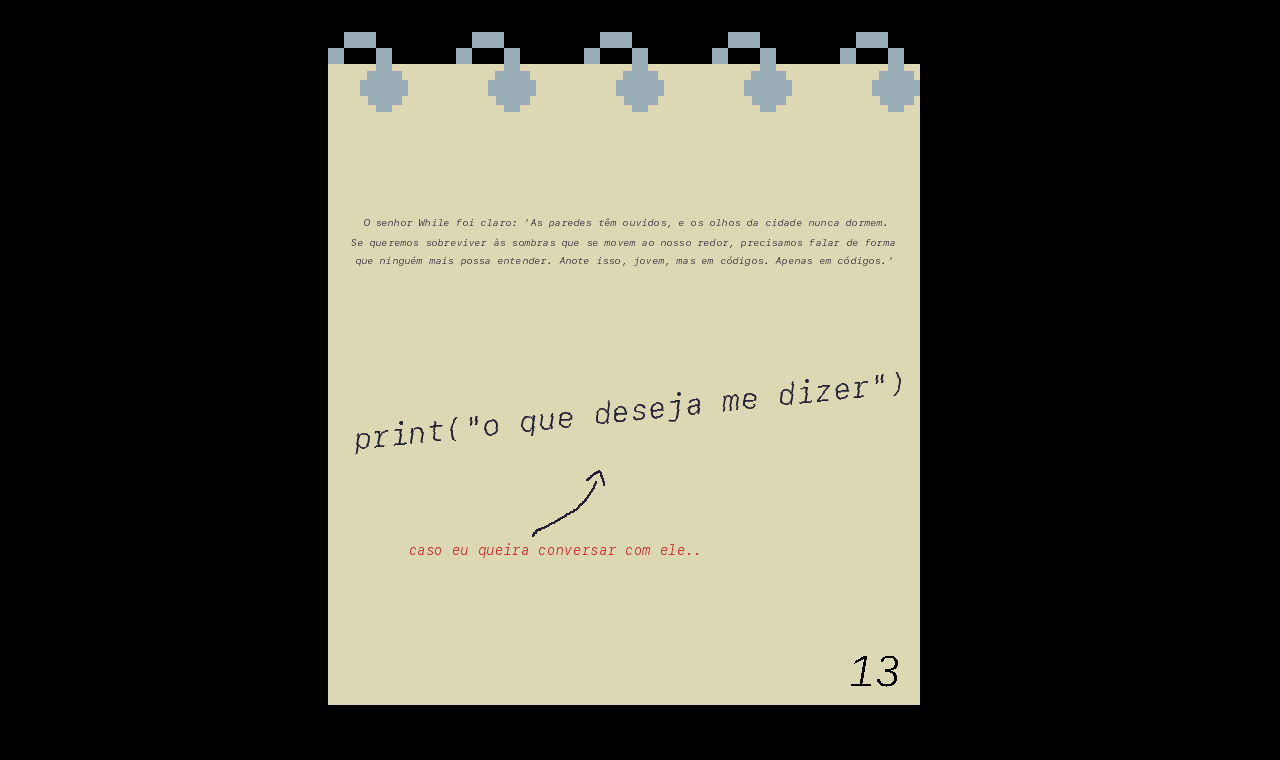 O senhor While foi claro: 'As paredes têm ouvidos, e os olhos da cidade nunca dormem.
Se queremos sobreviver às sombras que se movem ao nosso redor, precisamos falar de forma
que ninguém mais possa entender. Anote isso, jovem, mas em códigos. Apenas em códigos.'
print("o que deseja me dizer")
caso eu queira conversar com ele..
13